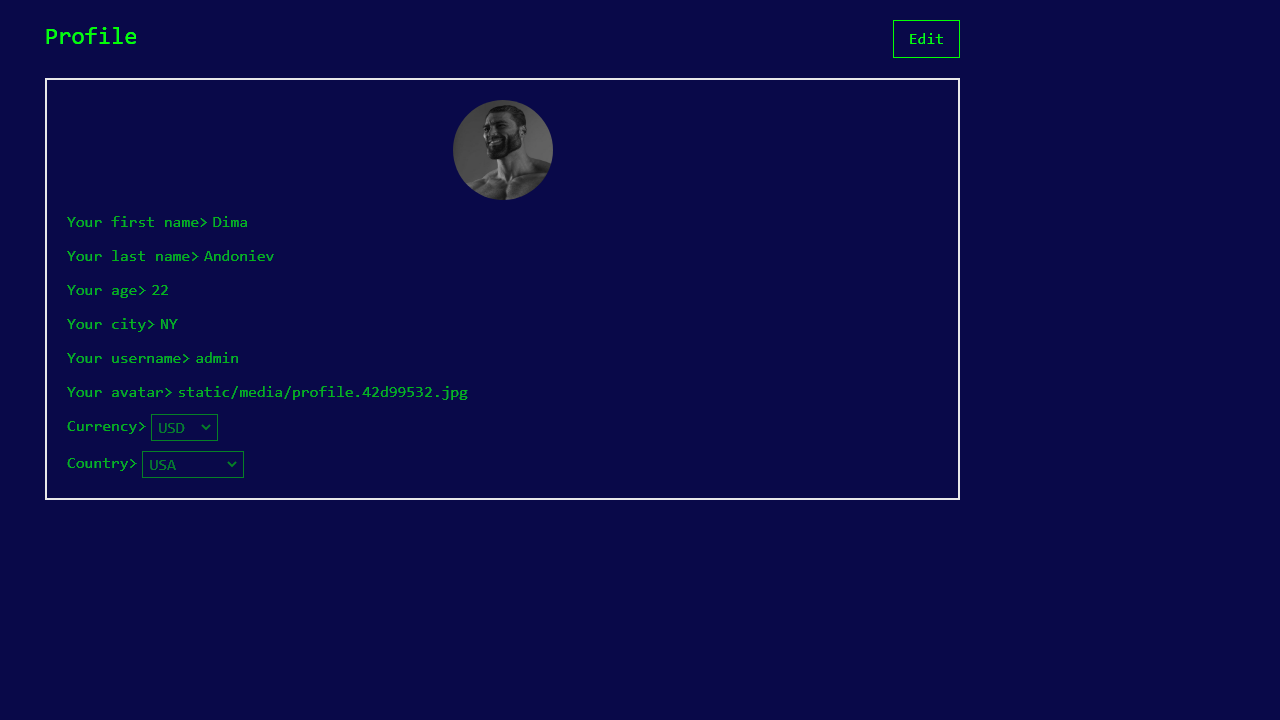 Profile
Edit
Your first name> Dima
Your last name> Andoniev
Your age> 22
Your city> NY
Your username> admin
Your avatar> static/media/profile.42d99532.jpg
Currency> USD
Country> USA